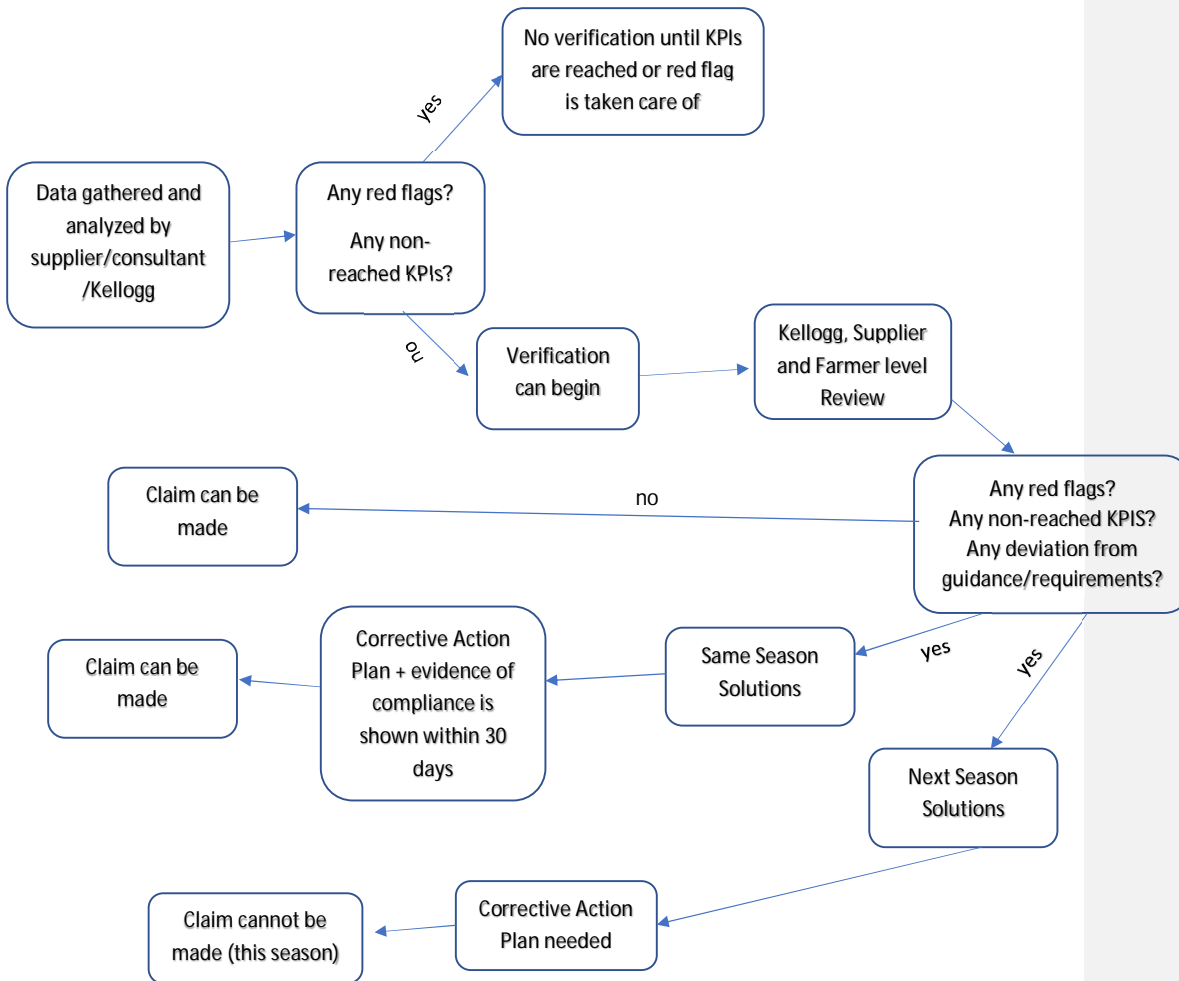 No verification until KPIs
are reached or red flag
is taken care of
yes
Data gathered and
analyzed by
supplier/consultant
/Kellogg
Any red flags?
Any non-
reached KPIs?
no
Verification
can begin
Kellogg, Supplier
and Farmer level
Review
Any red flags?
Any non-reached KPIS?
Any deviation from
guidance/requirements?
no
Claim can be
made
yes
Same Season
Solutions
Corrective Action
Plan + evidence of
compliance is
shown within 30
days
Claim can be
made
yes
Next Season
Solutions
Corrective Action
Plan needed
Claim cannot be
made (this season)